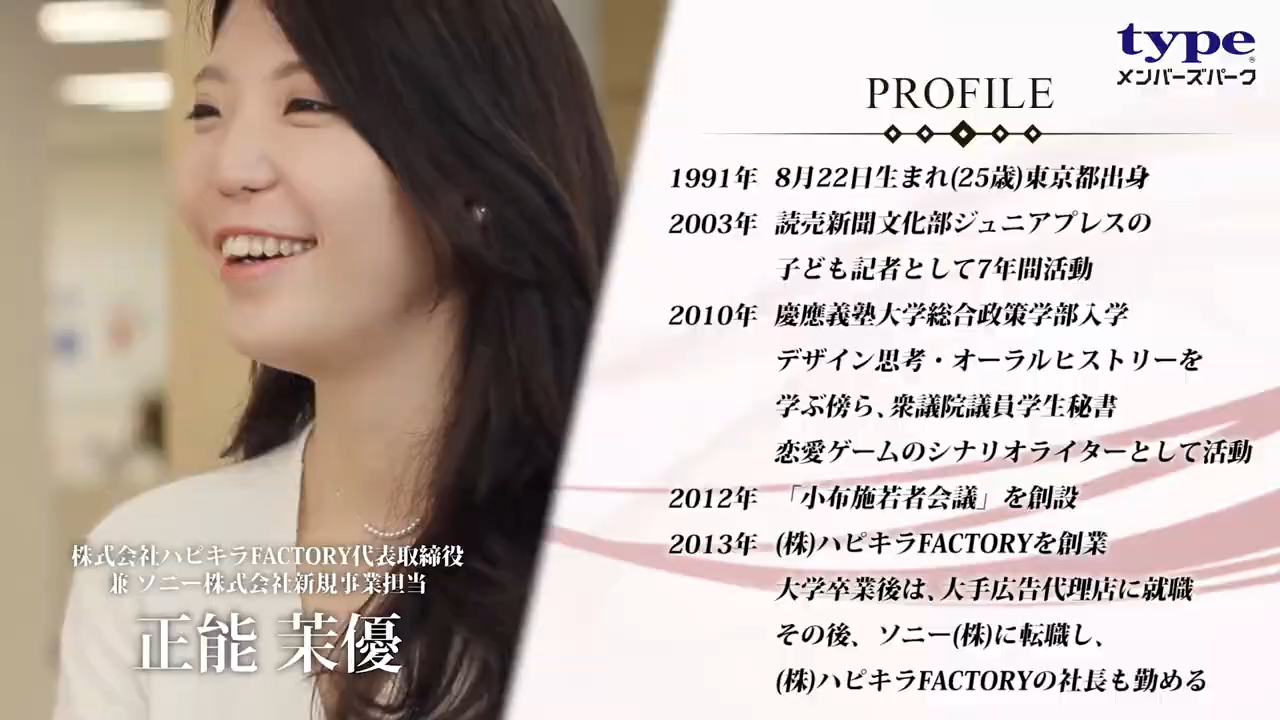 type
メンバーズパーク
PROFILE
1991年 8月22日生まれ(25歳)東京都出身
2003年 読売新聞文化部ジュニアプレスの
子ども記者として7年間活動
2010年 慶應義塾大学総合政策学部入学
デザイン思考・オーラルヒストリーを
学ぶ傍ら、衆議院議員学生秘書
恋愛ゲームのシナリオライターとして活動
2012年 「小布施若者会議」を創設
2013年 (株)ハピキラFACTORYを創業
大学卒業後は、大手広告代理店に就職
その後、ソニー(株)に転職し、
(株)ハピキラFACTORYの社長も勤める
株式会社ハピキラFACTORY代表取締役
兼 ソニー株式会社新規事業担当
正能 茉優